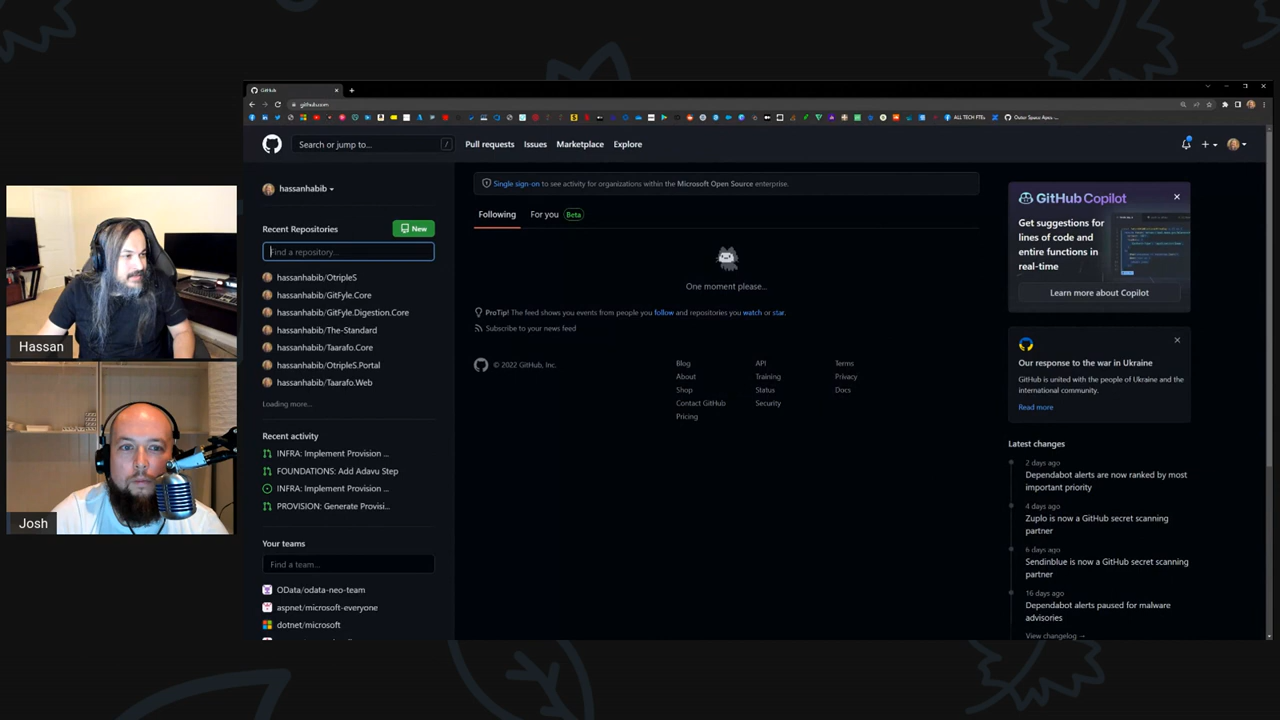 GitHub
github.com
ALL TECH FTEs
Outer Space Apps -...
Search or jump to...
/
Pull requests
Issues
Marketplace
Explore
hassanhabib
Recent Repositories
New
Find a repository...
hassanhabib/OtripleS
hassanhabib/GitFyle.Core
hassanhabib/GitFyle.Digestion.Core
hassanhabib/The-Standard
hassanhabib/Taarafo.Core
hassanhabib/OtripleS.Portal
hassanhabib/Taarafo.Web
Loading more...
Recent activity
INFRA: Implement Provision ...
FOUNDATIONS: Add Adavu Step
INFRA: Implement Provision ...
PROVISION: Generate Provisi...
Your teams
Find a team...
OData/odata-neo-team
aspnet/microsoft-everyone
dotnet/microsoft
Single sign-on to see activity for organizations within the Microsoft Open Source enterprise.
Following
For you
Beta
One moment please...
ProTip! The feed shows you events from people you follow and repositories you watch or star.
Subscribe to your news feed
© 2022 GitHub, Inc.
Blog
About
Shop
Contact GitHub
Pricing
API
Training
Status
Security
Terms
Privacy
Docs
GitHub Copilot
Get suggestions for
lines of code and
entire functions in
real-time
Learn more about Copilot
Our response to the war in Ukraine
GitHub is united with the people of Ukraine and the
international community.
Read more
Latest changes
2 days ago
Dependabot alerts are now ranked by most
important priority
4 days ago
Zuplo is now a GitHub secret scanning
partner
6 days ago
Sendinblue is now a GitHub secret scanning
partner
16 days ago
Dependabot alerts paused for malware
advisories
View changelog →
Hassan
Josh